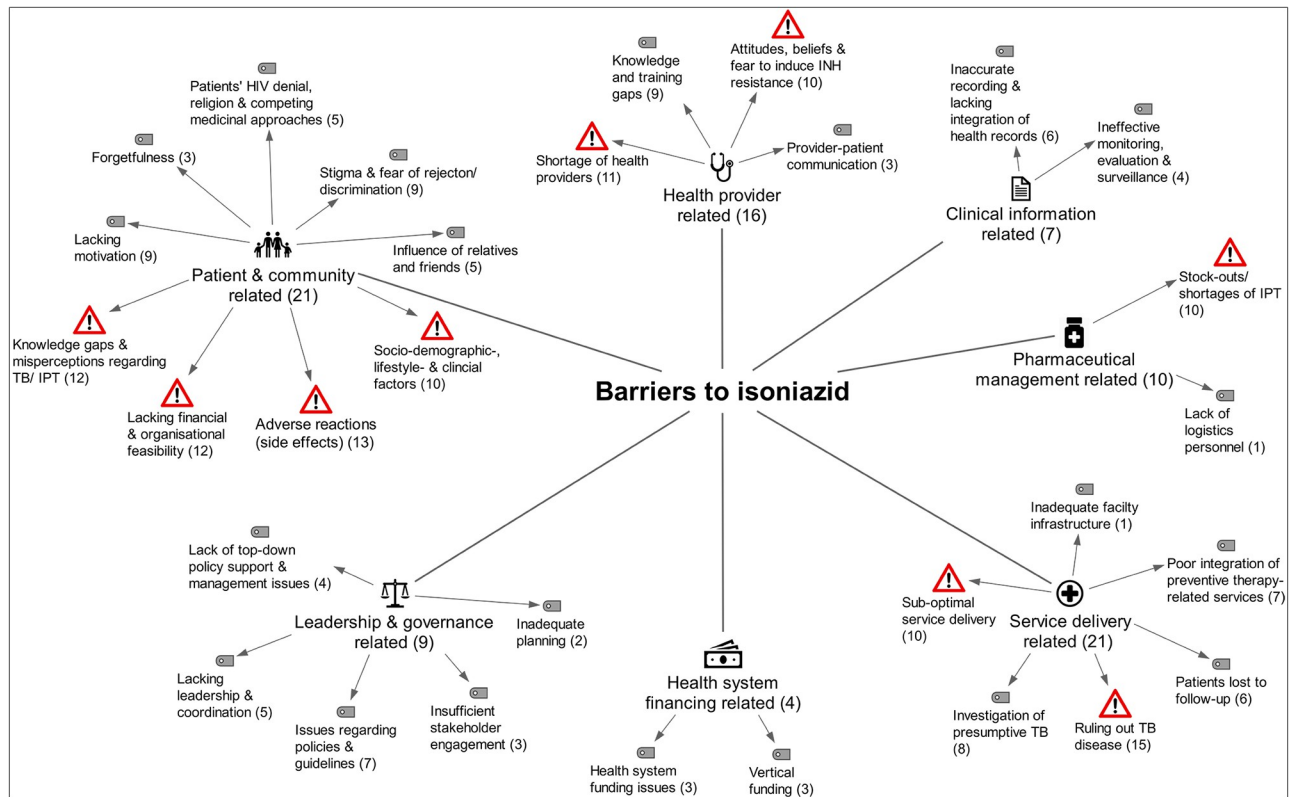 Patients' HIV denial,
religion & competing
medicinal approaches (5)
Forgetfulness (3)
Stigma & fear of rejecton/
discrimination (9)
Lacking
motivation (9)
Influence of relatives
and friends (5)
Patient & community
related (21)
Knowledge gaps &
misperceptions regarding
TB/ IPT (12)
Lacking financial
& organisational
feasibility (12)
Adverse reactions
(side effects) (13)
Socio-demographic-,
lifestyle- & clincial
factors (10)
Knowledge
and training
gaps (9)
Attitudes, beliefs &
fear to induce INH
resistance (10)
Shortage of health
providers (11)
Provider-patient
communication (3)
Health provider
related (16)
Inaccurate
recording &
lacking
integration of
health records (6)
Ineffective
monitoring,
evaluation &
surveillance (4)
Clinical information
related (7)
Stock-outs/
shortages of IPT
(10)
Pharmaceutical
management related (10)
Lack of
logistics
personnel (1)
Barriers to isoniazid
Lack of top-down
policy support &
management issues (4)
Leadership & governance
related (9)
Inadequate
planning (2)
Lacking
leadership &
coordination (5)
Issues regarding
policies &
guidelines (7)
Insufficient
stakeholder
engagement (3)
Health system
financing related (4)
Health system
funding issues (3)
Vertical
funding (3)
Inadequate facilty
infrastructure (1)
Poor integration of
preventive therapy-
related services (7)
Sub-optimal
service delivery
(10)
Service delivery
related (21)
Patients lost to
follow-up (6)
Investigation of
presumptive TB
(8)
Ruling out TB
disease (15)